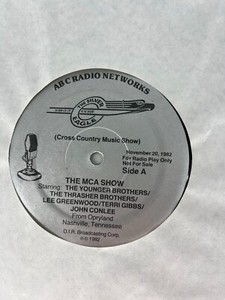 ABC RADIO NETWORKS
THE SILVER
EAGLE
(Cross Country Music Show)
November 20, 1982
For Radio Play Only
Not For Sale
Side A
THE MCA SHOW
Starring: THE YOUNGER BROTHERS/
THE THRASHER BROTHERS/
LEE GREENWOOD/TERRI GIBBS/
JOHN CONLEE
From Opryland
Nashville, Tennessee
D.I.R. Broadcasting Corp.
℗ © 1982